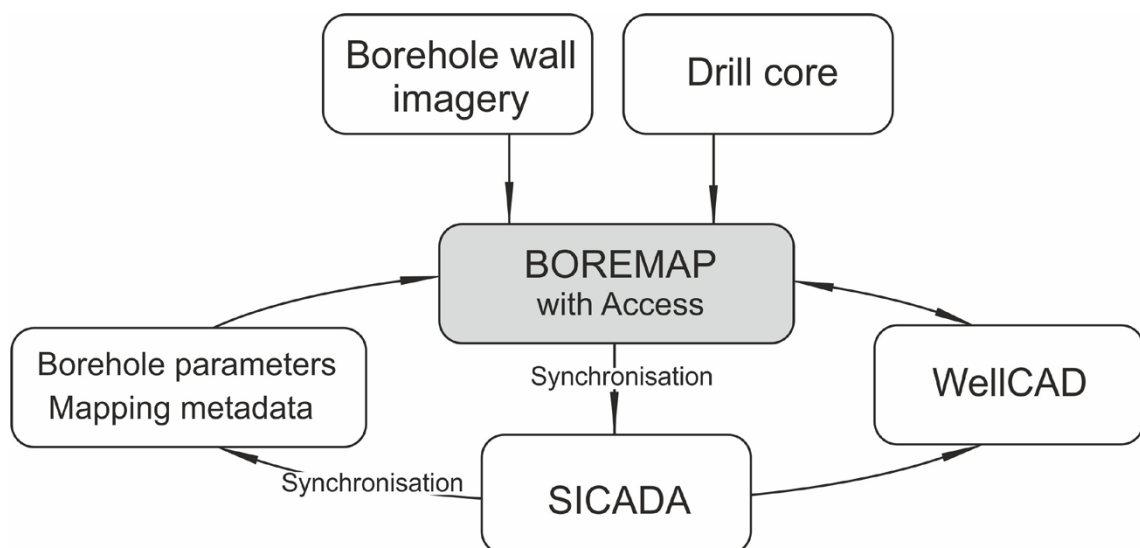 Borehole wall
imagery
Drill core
BOREMAP
with Access
Synchronisation
Borehole parameters
Mapping metadata
WellCAD
Synchronisation
SICADA